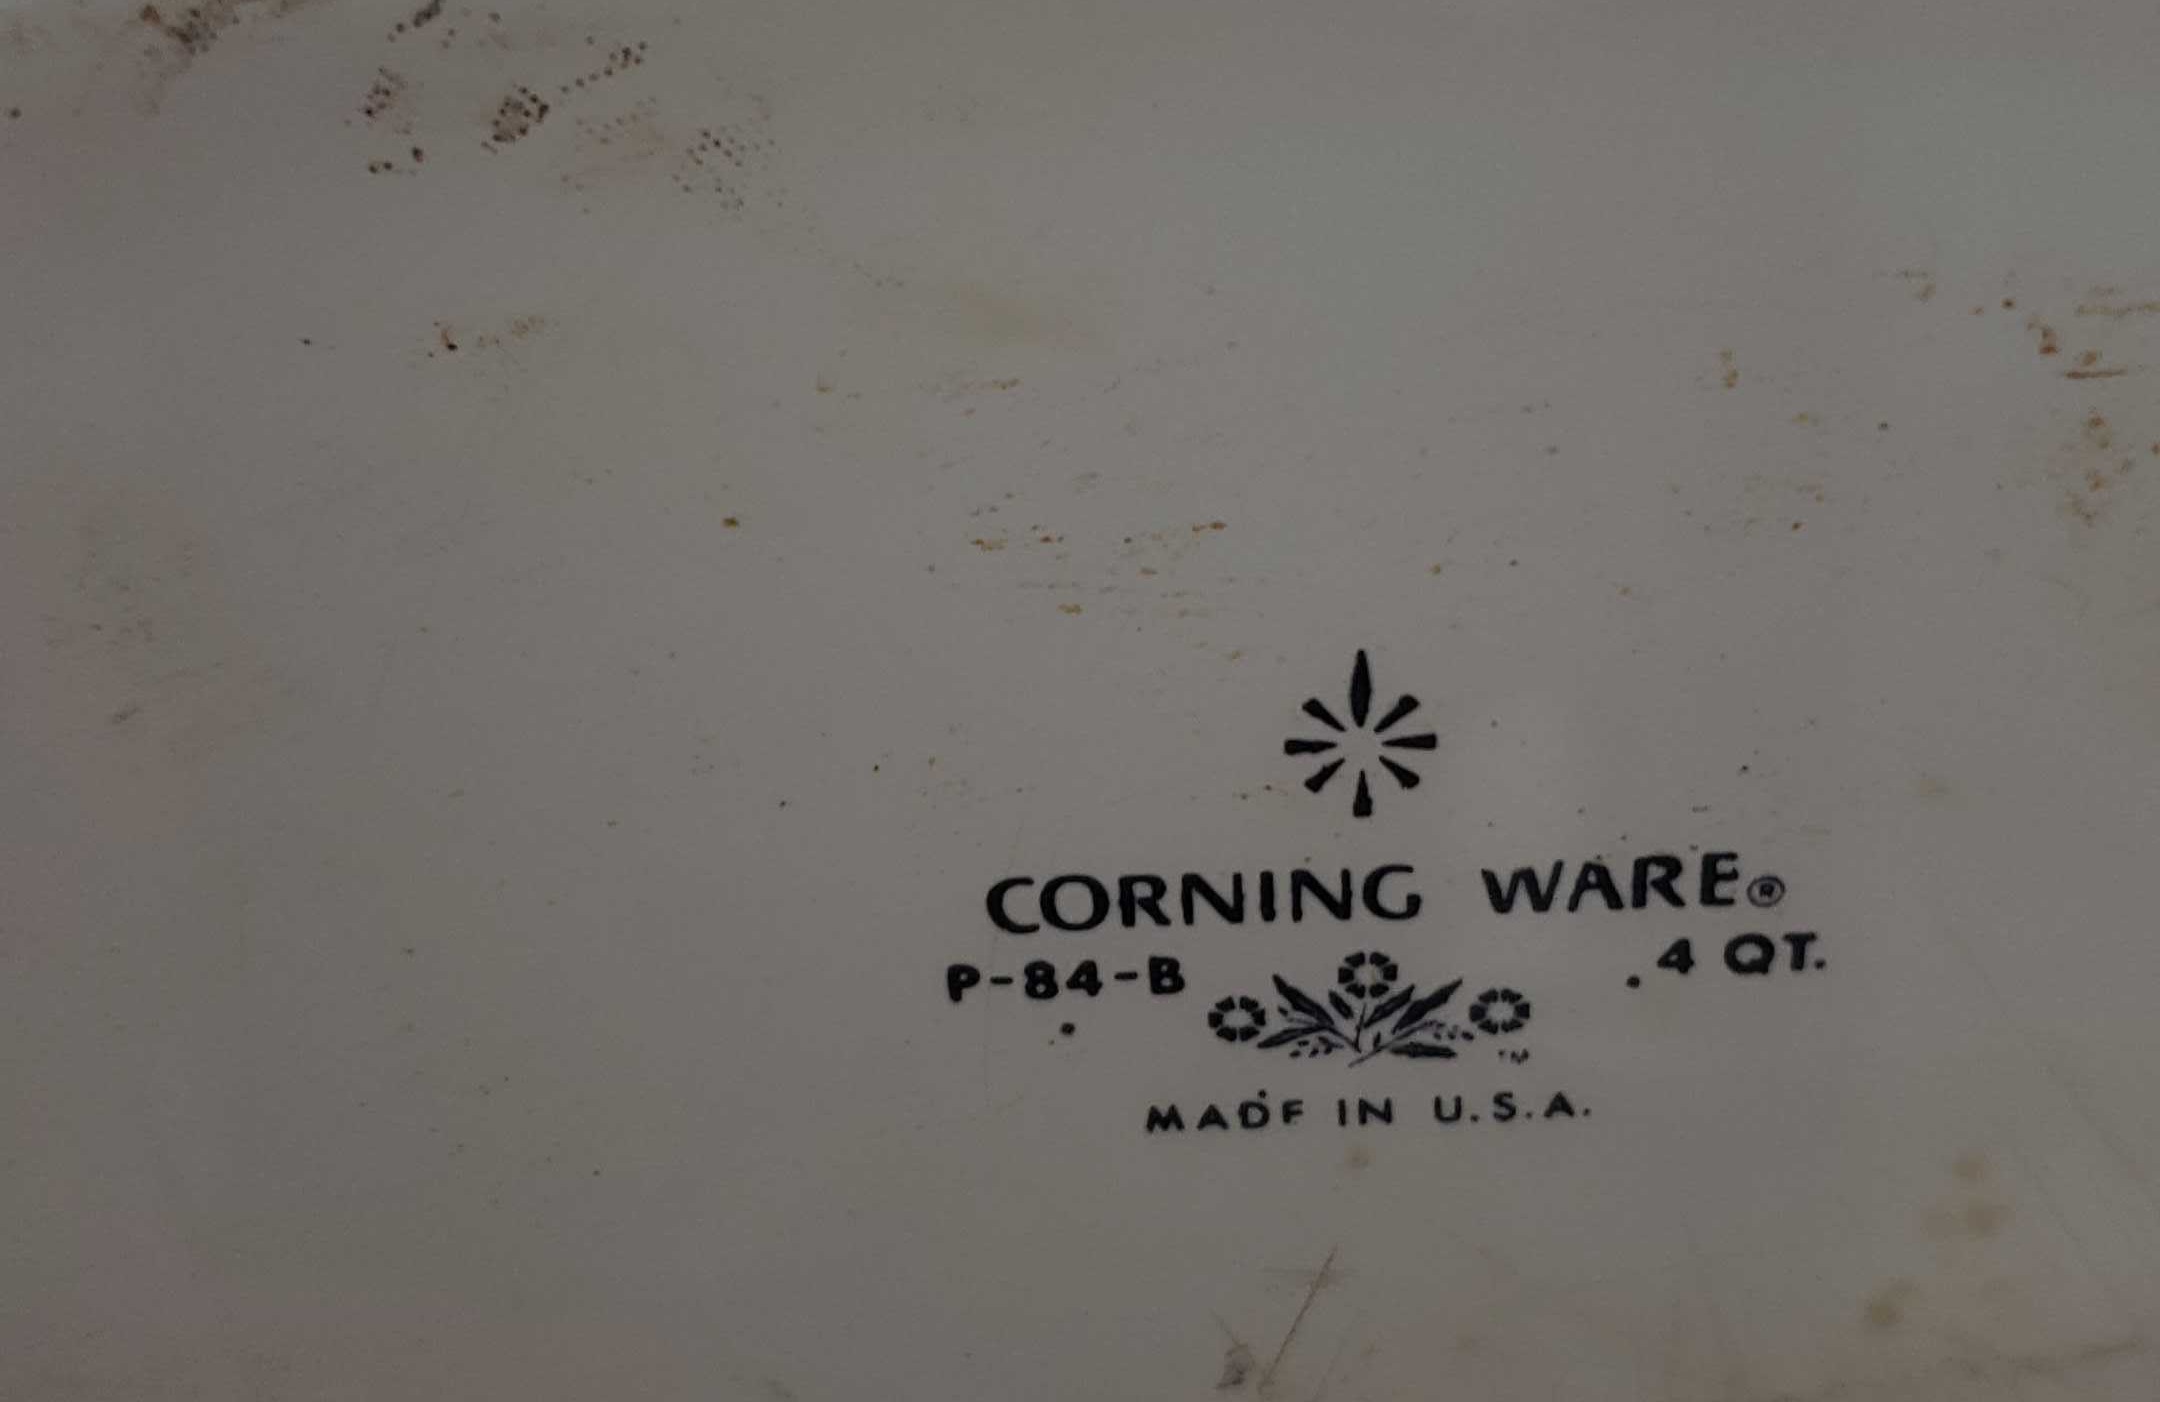 CORNING WARE®
P-84-B 4 QT.
TM
MADE IN U.S.A.